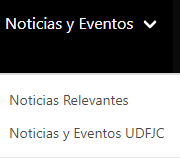 Noticias y Eventos
Noticias Relevantes
Noticias y Eventos UDFJC